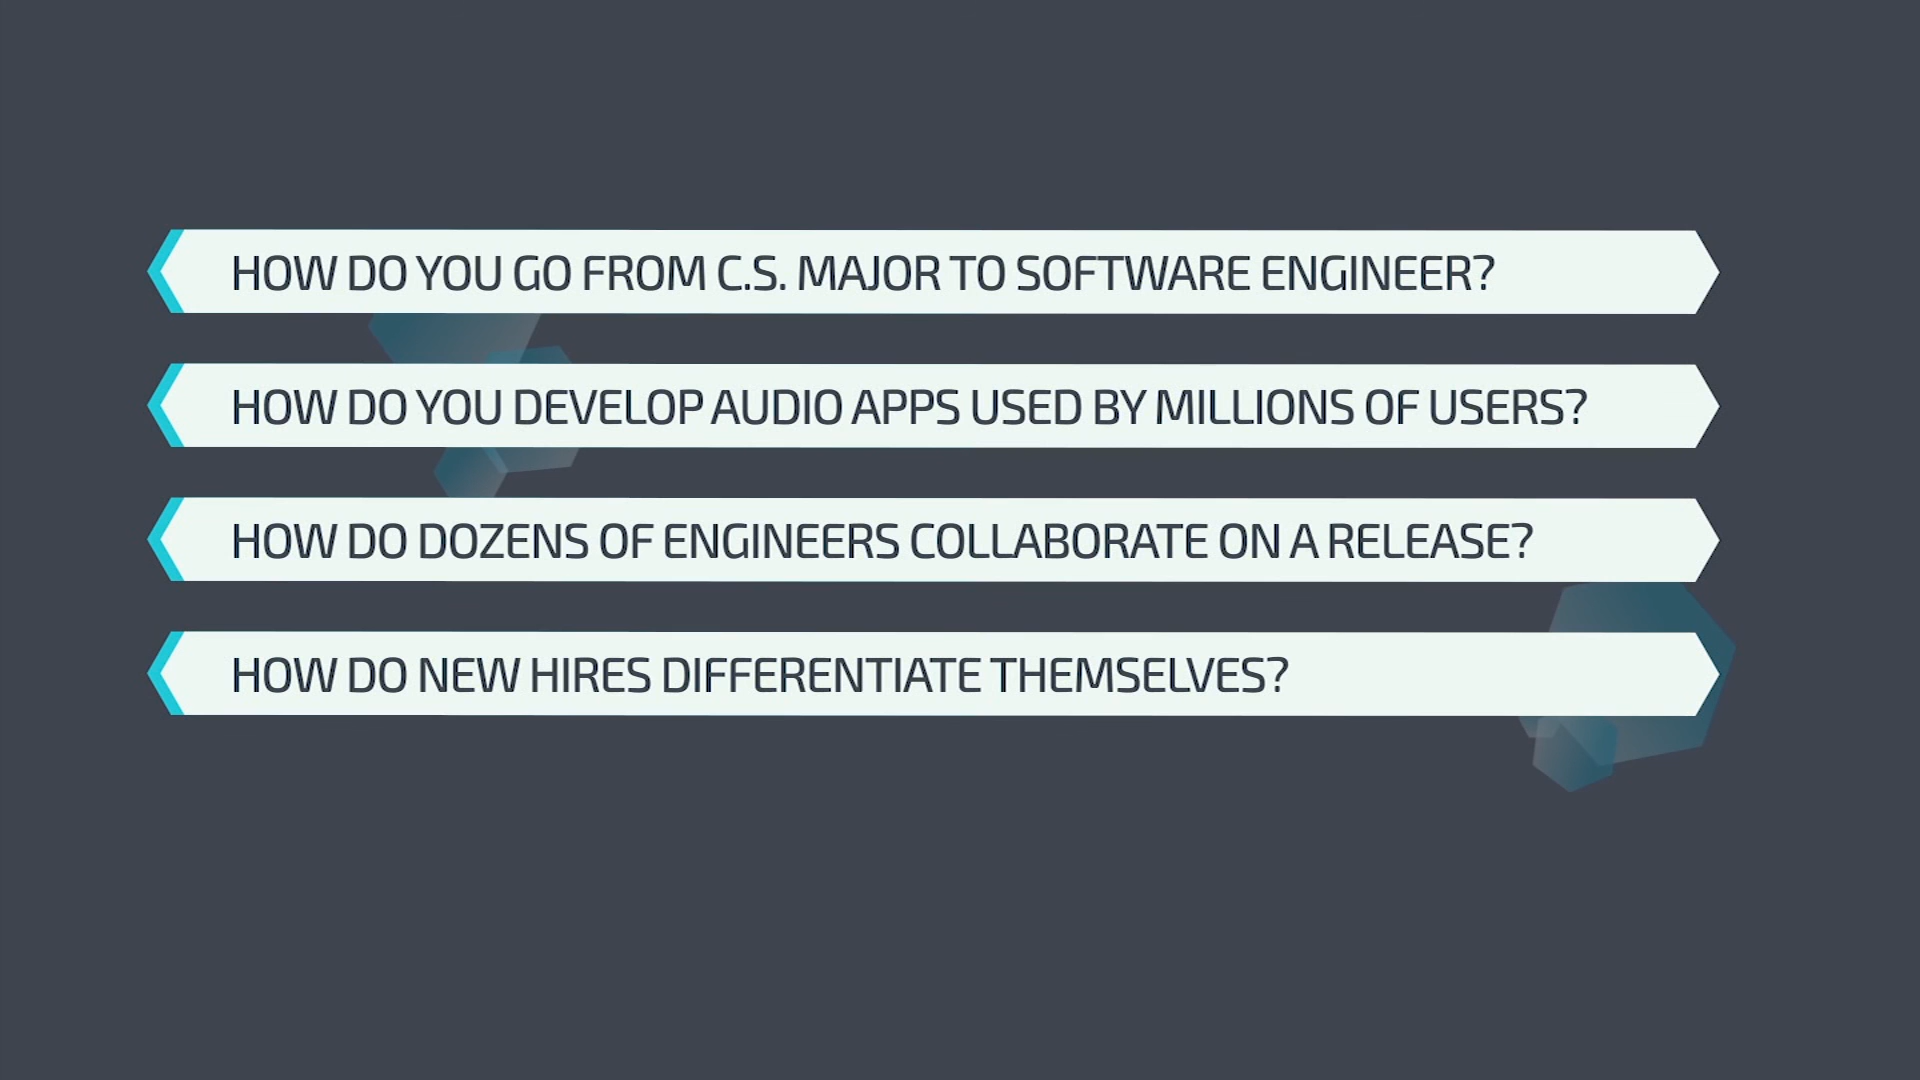 HOW DO YOU GO FROM C.S. MAJOR TO SOFTWARE ENGINEER?
HOW DO YOU DEVELOP AUDIO APPS USED BY MILLIONS OF USERS?
HOW DO DOZENS OF ENGINEERS COLLABORATE ON A RELEASE?
HOW DO NEW HIRES DIFFERENTIATE THEMSELVES?